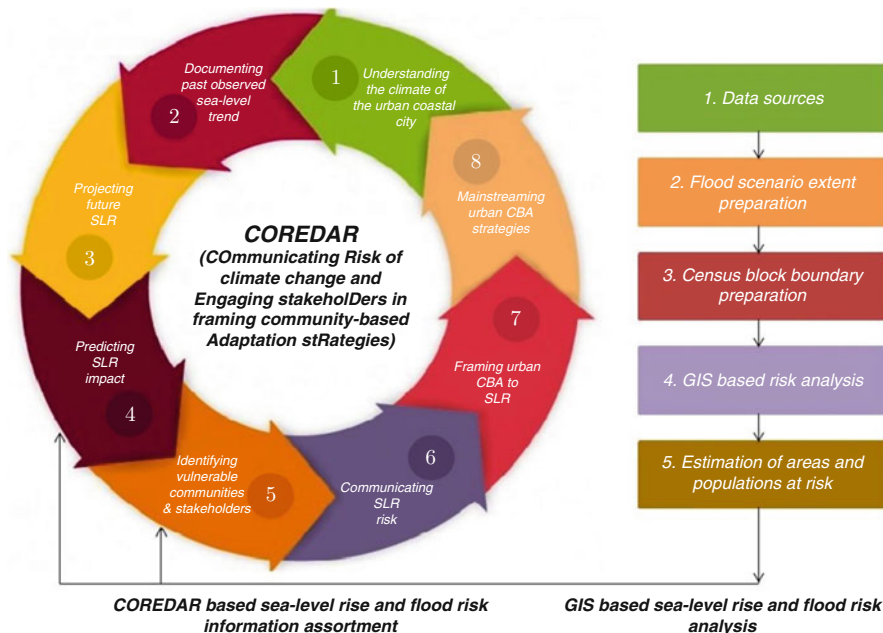 1
Understanding
the climate of
the urban coastal
city
2
Documenting
past observed
sea-level
trend
3
Projecting
future
SLR
4
Predicting
SLR
impact
5
Identifying
vulnerable
communities
& stakeholders
6
Communicating
SLR
risk
7
Framing urban
CBA to
SLR
8
Mainstreaming
urban CBA
strategies
COREDAR
(COmmunicating Risk of
climate change and
Engaging stakeholDers in
framing community-based
Adaptation stRategies)
1. Data sources
2. Flood scenario extent
preparation
3. Census block boundary
preparation
4. GIS based risk analysis
5. Estimation of areas and
populations at risk
COREDAR based sea-level rise and flood risk
information assortment
GIS based sea-level rise and flood risk
analysis